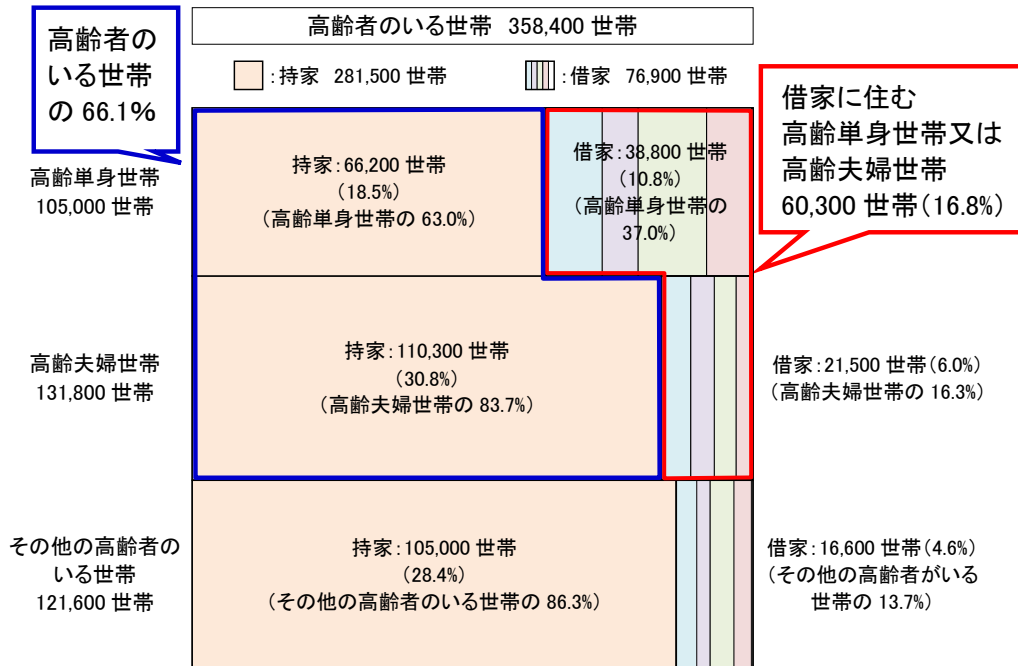 高齢者のいる世帯 358,400 世帯
：持家 281,500 世帯
：借家 76,900 世帯
高齢者の
いる世帯
の 66.1％
借家に住む
高齢単身世帯又は
高齢夫婦世帯
60,300 世帯（16.8％）
高齢単身世帯
105,000 世帯
持家：66,200 世帯
（18.5％）
（高齢単身世帯の 63.0％）
借家：38,800 世帯
（10.8％）
（高齢単身世帯の
37.0％）
高齢夫婦世帯
131,800 世帯
持家：110,300 世帯
（30.8％）
（高齢夫婦世帯の 83.7％）
借家：21,500 世帯（6.0％）
（高齢夫婦世帯の 16.3％）
その他の高齢者の
いる世帯
121,600 世帯
持家：105,000 世帯
（28.4％）
（その他の高齢者のいる世帯の 86.3％）
借家：16,600 世帯（4.6％）
（その他の高齢者がいる
世帯の 13.7％）